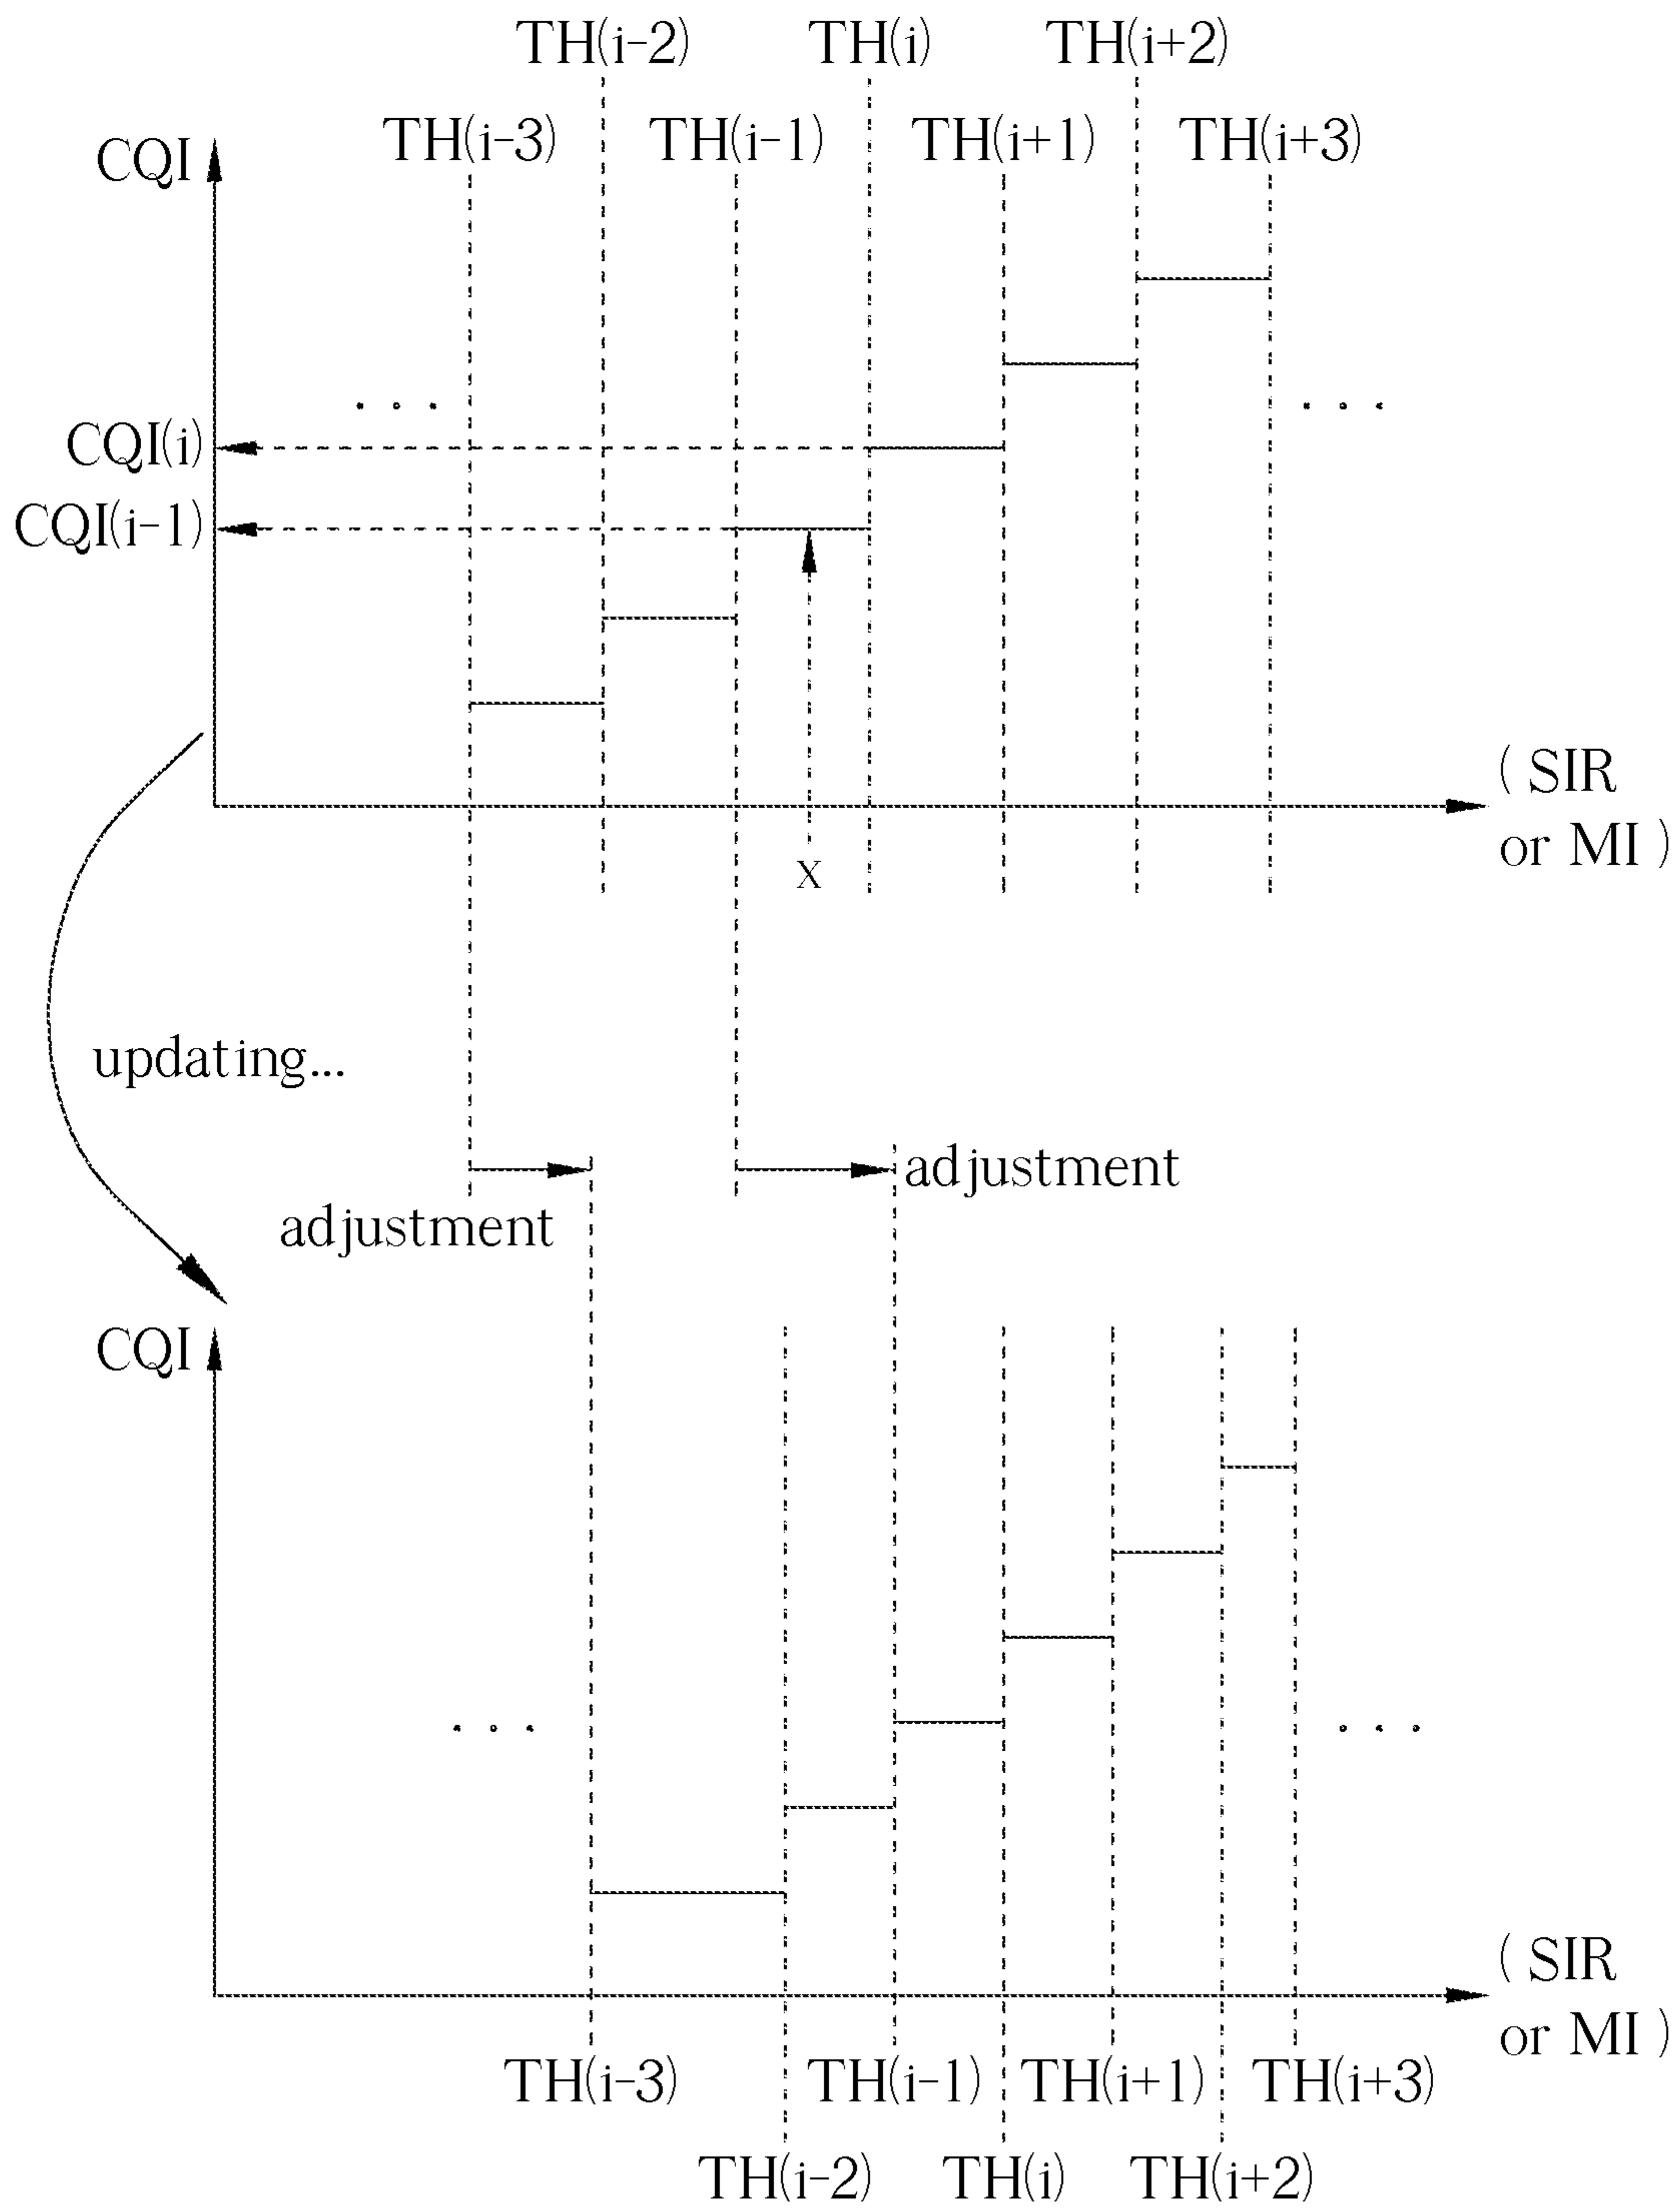 TH(i-2) TH(i) TH(i+2)
TH(i-3) TH(i-1) TH(i+1) TH(i+3)
CQI
. . . . . .
CQI(i)
CQI(i-1)
( SIR
or MI )
x
updating...
adjustment
adjustment
CQI
. . . . . .
( SIR
or MI )
TH(i-3) TH(i-1) TH(i+1) TH(i+3)
TH(i-2) TH(i) TH(i+2)